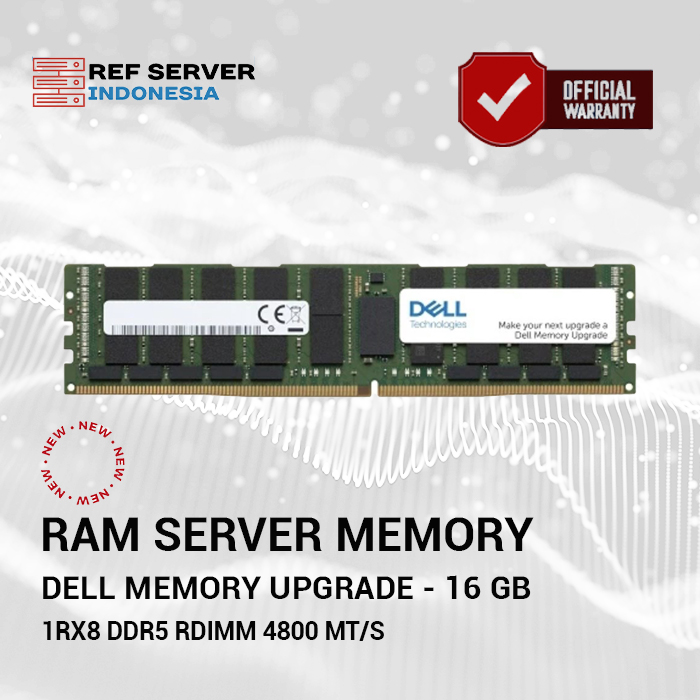 REF SERVER
INDONESIA
OFFICIAL
WARRANTY
CE
DELL
Technologies
Make your next upgrade a
Dell Memory Upgrade
NEW • NEW • NEW • NEW • NEW • NEW •
RAM SERVER MEMORY
DELL MEMORY UPGRADE - 16 GB
1RX8 DDR5 RDIMM 4800 MT/S